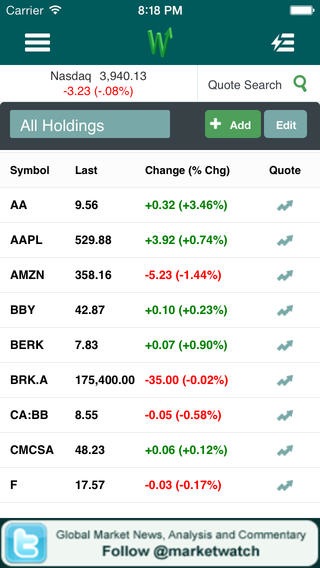 Carrier 8:18 PM
W
Nasdaq 3,940.13
-3.23 (-.08%)
Quote Search
All Holdings
+ Add
Edit
Symbol Last Change (% Chg) Quote
AA 9.56 +0.32 (+3.46%)
AAPL 529.88 +3.92 (+0.74%)
AMZN 358.16 -5.23 (-1.44%)
BBY 42.87 +0.10 (+0.23%)
BERK 7.83 +0.07 (+0.90%)
BRK.A 175,400.00 -35.00 (-0.02%)
CA:BB 8.55 -0.05 (-0.58%)
CMCSA 48.23 +0.06 (+0.12%)
F 17.57 -0.03 (-0.17%)
Global Market News, Analysis and Commentary
Follow @marketwatch